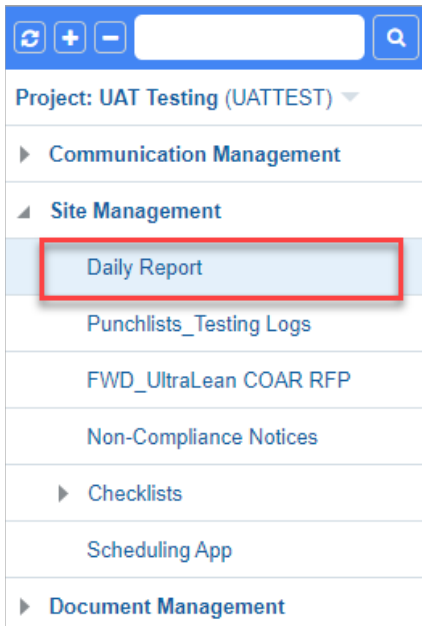 Project: UAT Testing (UATTEST)
Communication Management
Site Management
Daily Report
Punchlists_Testing Logs
FWD_UltraLean COAR RFP
Non-Compliance Notices
Checklists
Scheduling App
Document Management